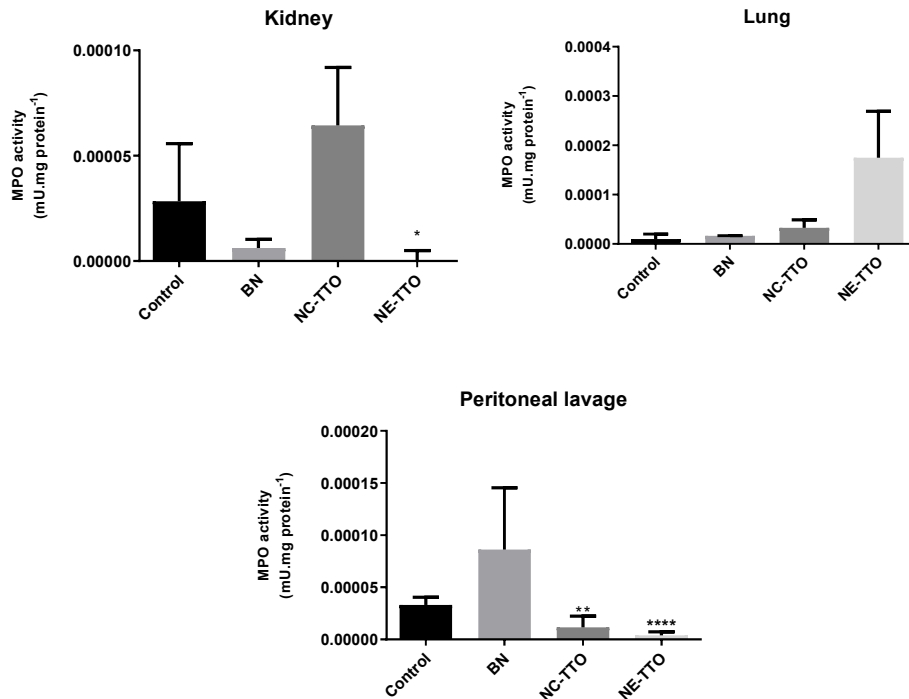 Kidney
MPO activity
(mU.mg protein⁻¹)
0.00010
0.00005
0.00000
*
Control
BN
NC-TTO
NE-TTO
Lung
MPO activity
(mU.mg protein⁻¹)
0.0004
0.0003
0.0002
0.0001
0.0000
Control
BN
NC-TTO
NE-TTO
Peritoneal lavage
MPO activity
(mU.mg protein⁻¹)
0.00020
0.00015
0.00010
0.00005
0.00000
**
****
Control
BN
NC-TTO
NE-TTO